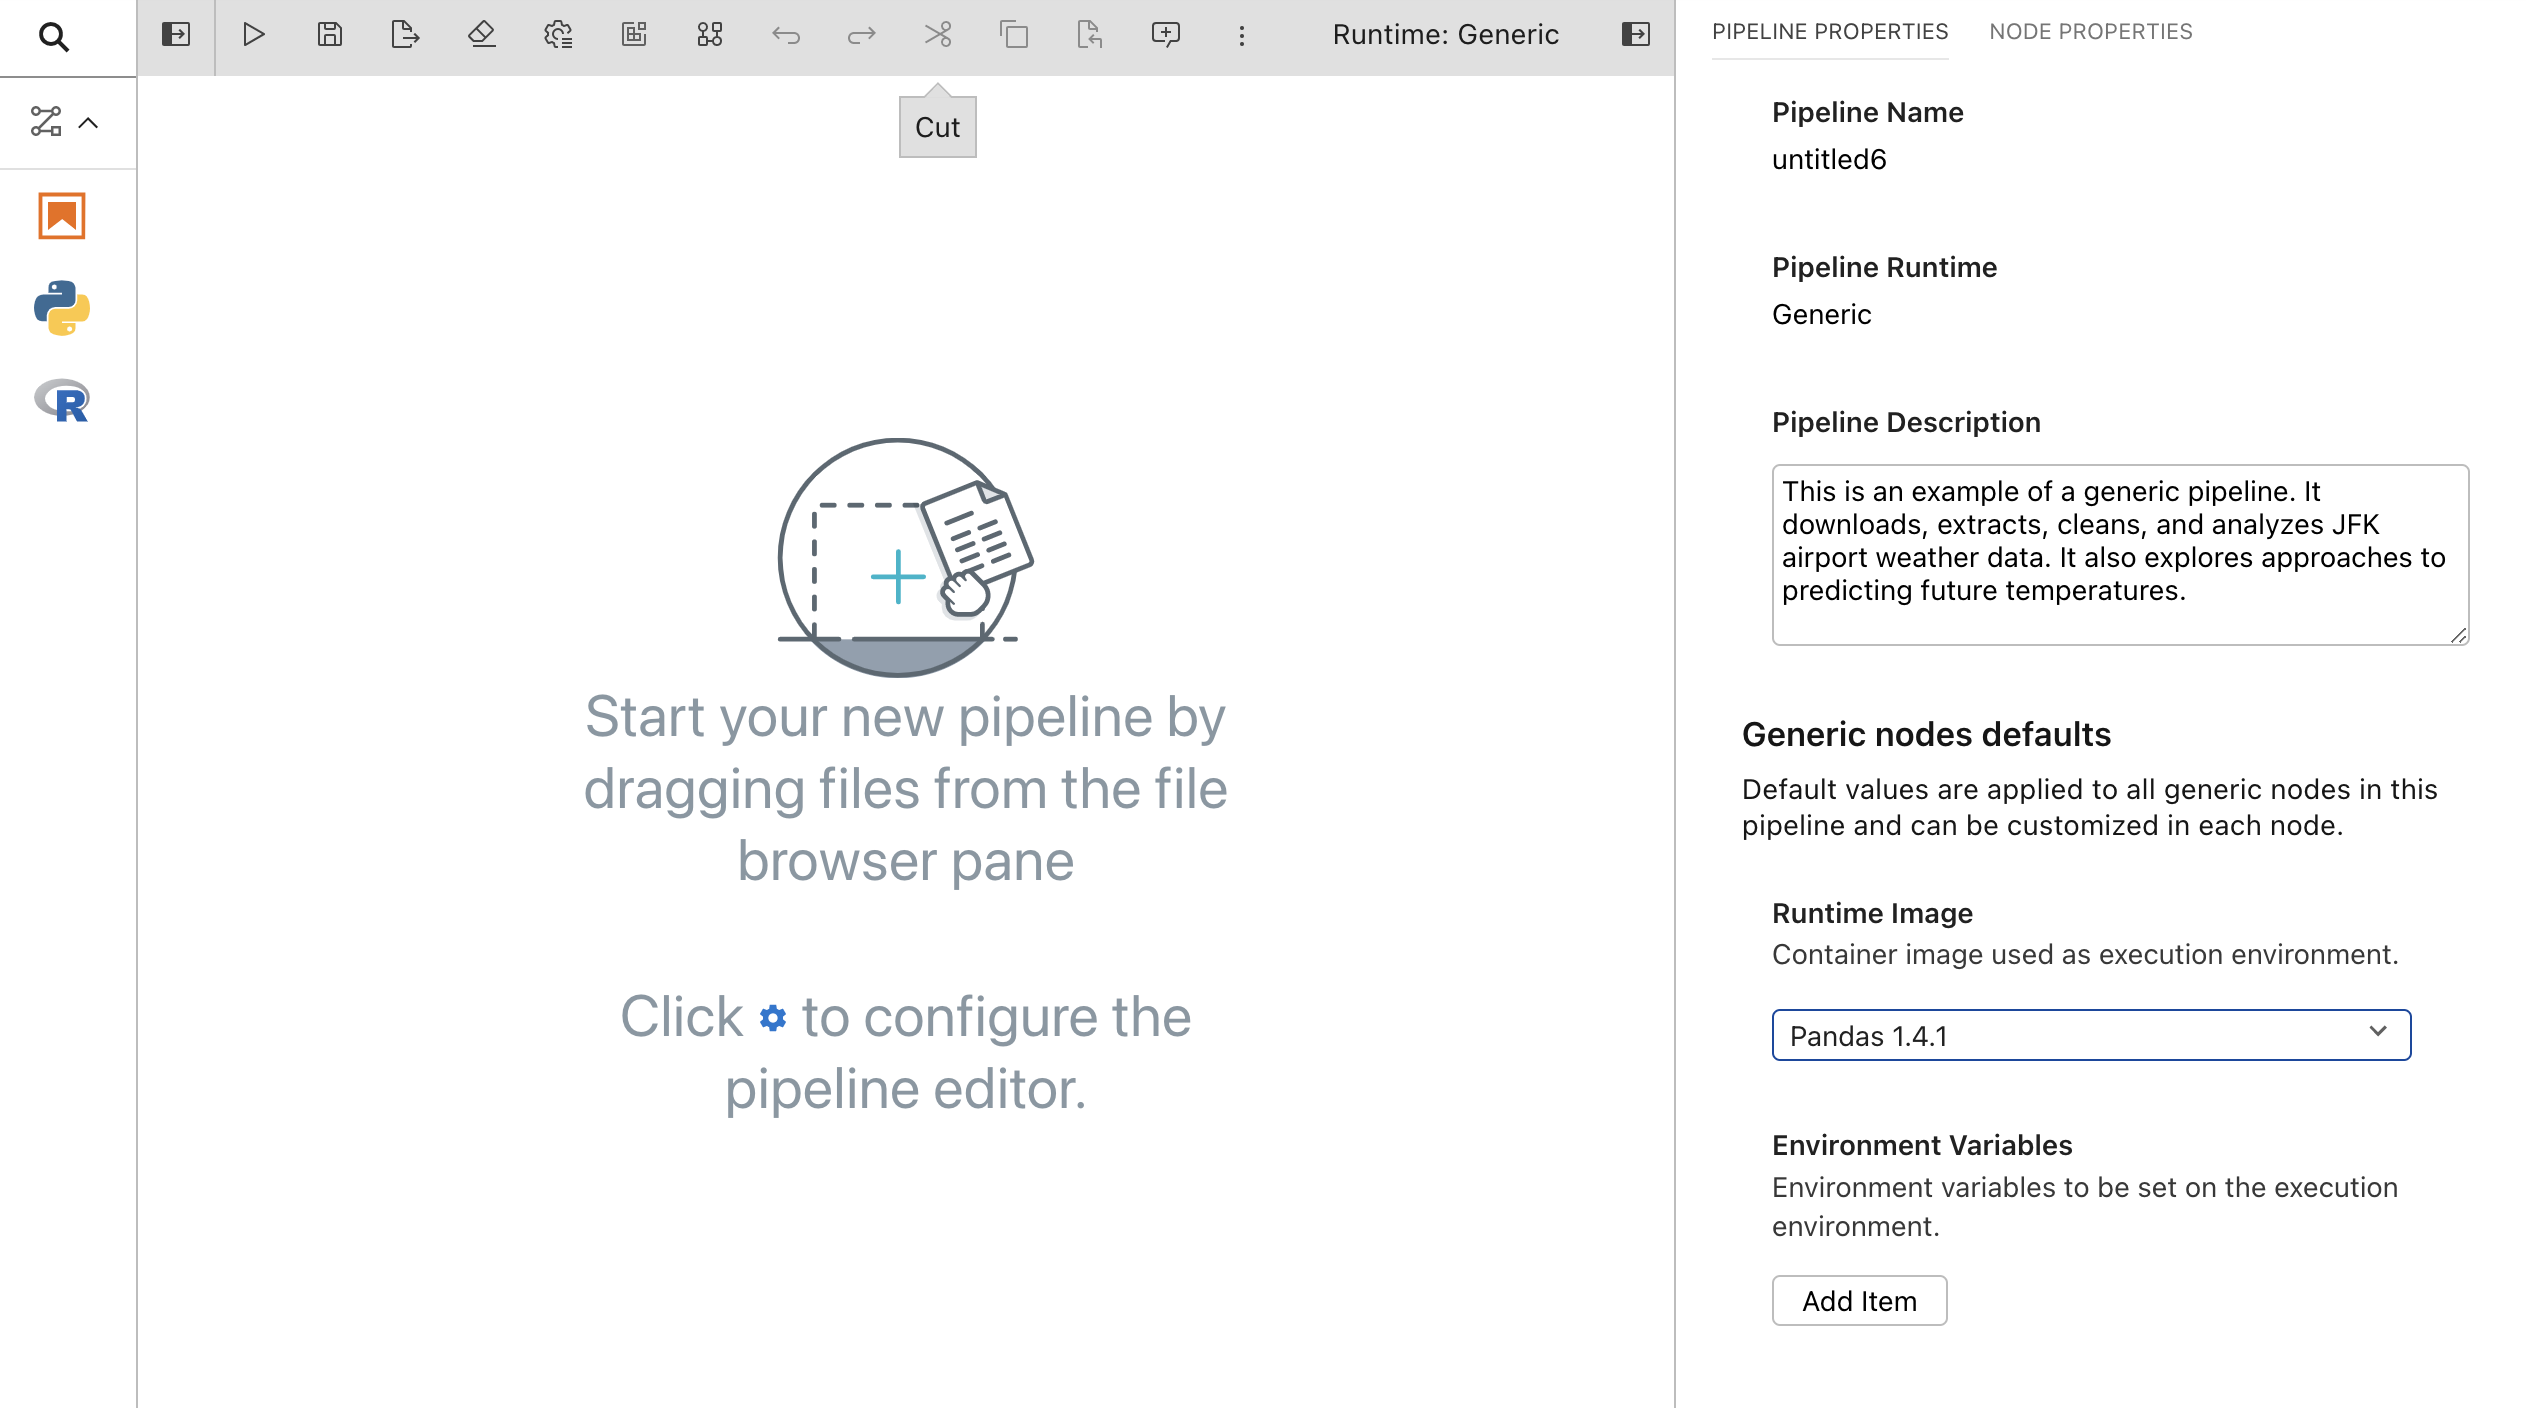 Runtime: Generic
Cut
Start your new pipeline by
dragging files from the file
browser pane
Click to configure the
pipeline editor.
PIPELINE PROPERTIES
NODE PROPERTIES
Pipeline Name
untitled6
Pipeline Runtime
Generic
Pipeline Description
This is an example of a generic pipeline. It
downloads, extracts, cleans, and analyzes JFK
airport weather data. It also explores approaches to
predicting future temperatures.
Generic nodes defaults
Default values are applied to all generic nodes in this
pipeline and can be customized in each node.
Runtime Image
Container image used as execution environment.
Pandas 1.4.1
Environment Variables
Environment variables to be set on the execution
environment.
Add Item